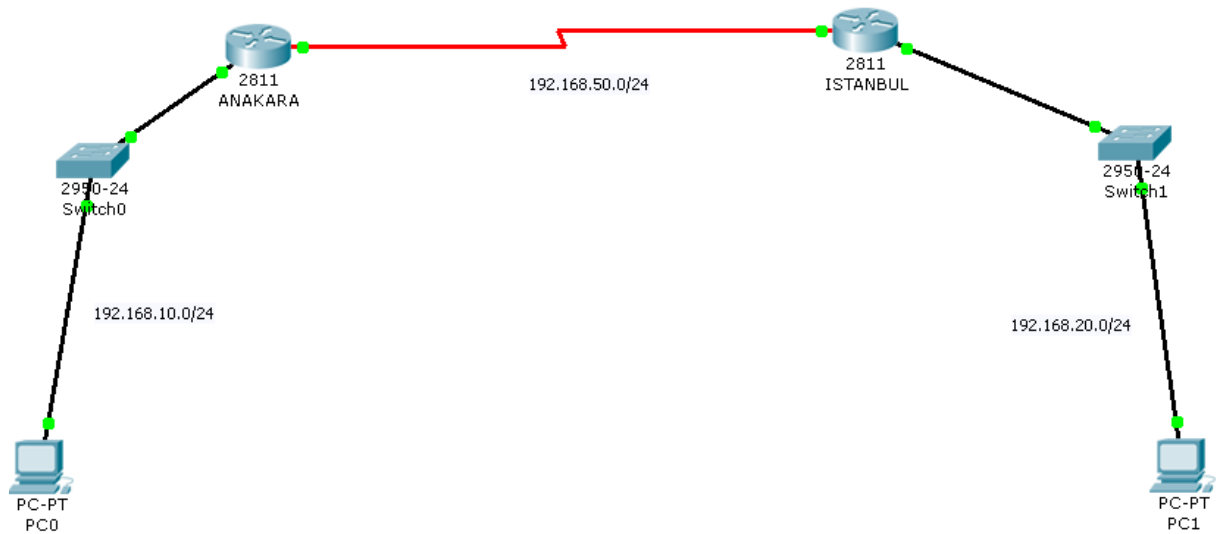 2811
ANAKARA
192.168.50.0/24
2811
ISTANBUL
2950-24
Switch0
2950-24
Switch1
192.168.10.0/24
192.168.20.0/24
PC-PT
PC0
PC-PT
PC1